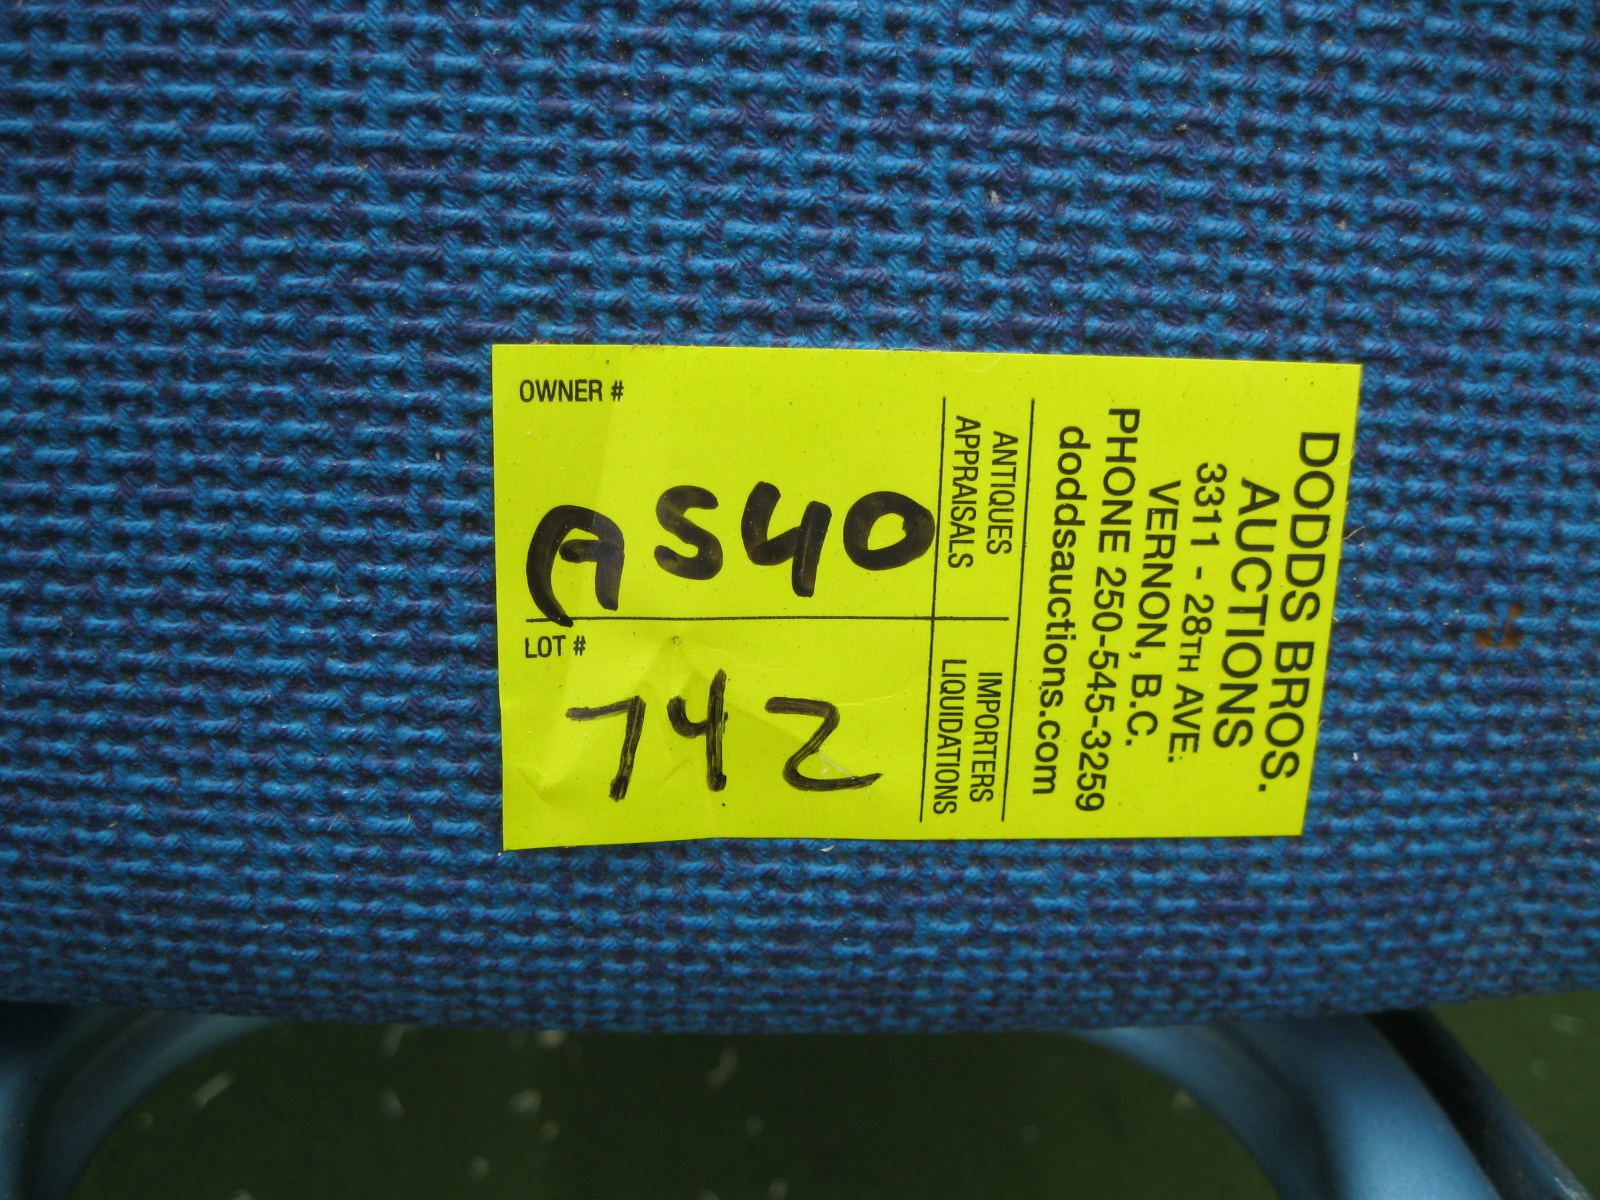 DODDS BROS.
AUCTIONS
3311 - 28TH AVE.
VERNON, B.C.
PHONE 250-545-3259
doddsauctions.com
ANTIQUES
APPRAISALS
IMPORTERS
LIQUIDATIONS
OWNER #
A540
LOT #
742